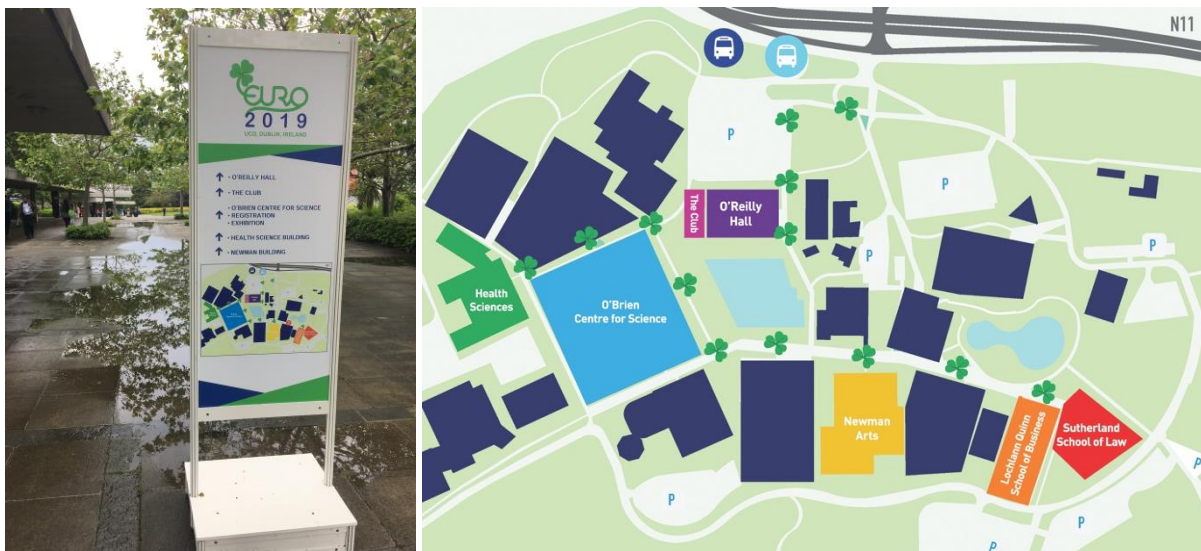 EURO
2019
UCD, DUBLIN, IRELAND
↑ • O'REILLY HALL
↑ • THE CLUB
↑ • O'BRIEN CENTRE FOR SCIENCE
• REGISTRATION
• EXHIBITION
↑ • HEALTH SCIENCE BUILDING
↑ • NEWMAN BUILDING
N11
P
P
The Club
O'Reilly
Hall
P
P
Health
Sciences
O'Brien
Centre for Science
Newman
Arts
Lochlann Quinn
School of Business
Sutherland
School of Law
P
P
P
P